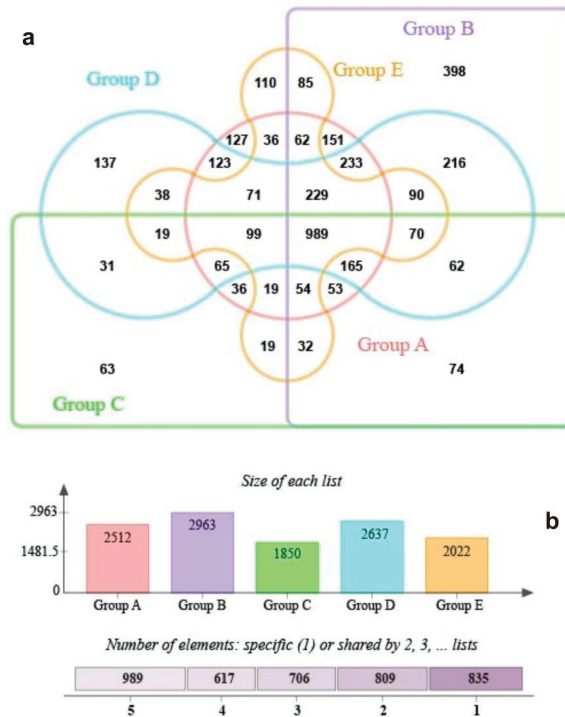 a
Group B
Group E
Group D
398
110 85
127 36 62 151
137 123 233 216
38 71 229 90
19 99 989 70
31 65 165 62
36 19 54 53
19 32 Group A
63 74
Group C
b
Size of each list
2963
1481.5
0
2512 2963 1850 2637 2022
Group A Group B Group C Group D Group E
Number of elements: specific (1) or shared by 2, 3, ... lists
989 617 706 809 835
5 4 3 2 1